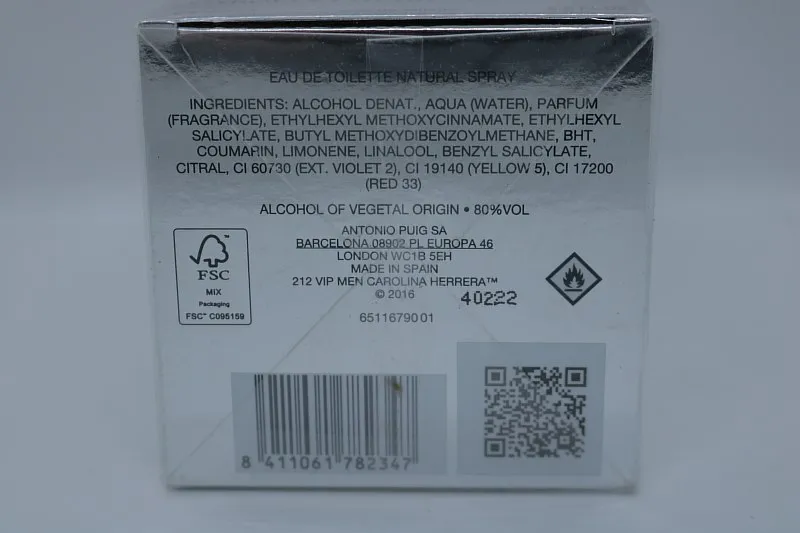 EAU DE TOILETTE NATURAL SPRAY
INGREDIENTS: ALCOHOL DENAT., AQUA (WATER), PARFUM
(FRAGRANCE), ETHYLHEXYL METHOXYCINNAMATE, ETHYLHEXYL
SALICYLATE, BUTYL METHOXYDIBENZOYLMETHANE, BHT,
COUMARIN, LIMONENE, LINALOOL, BENZYL SALICYLATE,
CITRAL, CI 60730 (EXT. VIOLET 2), CI 19140 (YELLOW 5), CI 17200
(RED 33)
ALCOHOL OF VEGETAL ORIGIN • 80%VOL
ANTONIO PUIG SA
BARCELONA 08902 PL EUROPA 46
LONDON WC1B 5EH
MADE IN SPAIN
212 VIP MEN CAROLINA HERRERA™
© 2016
40222
6511679001
FSC
MIX
Packaging
FSC™ C095159
8 411061 782347